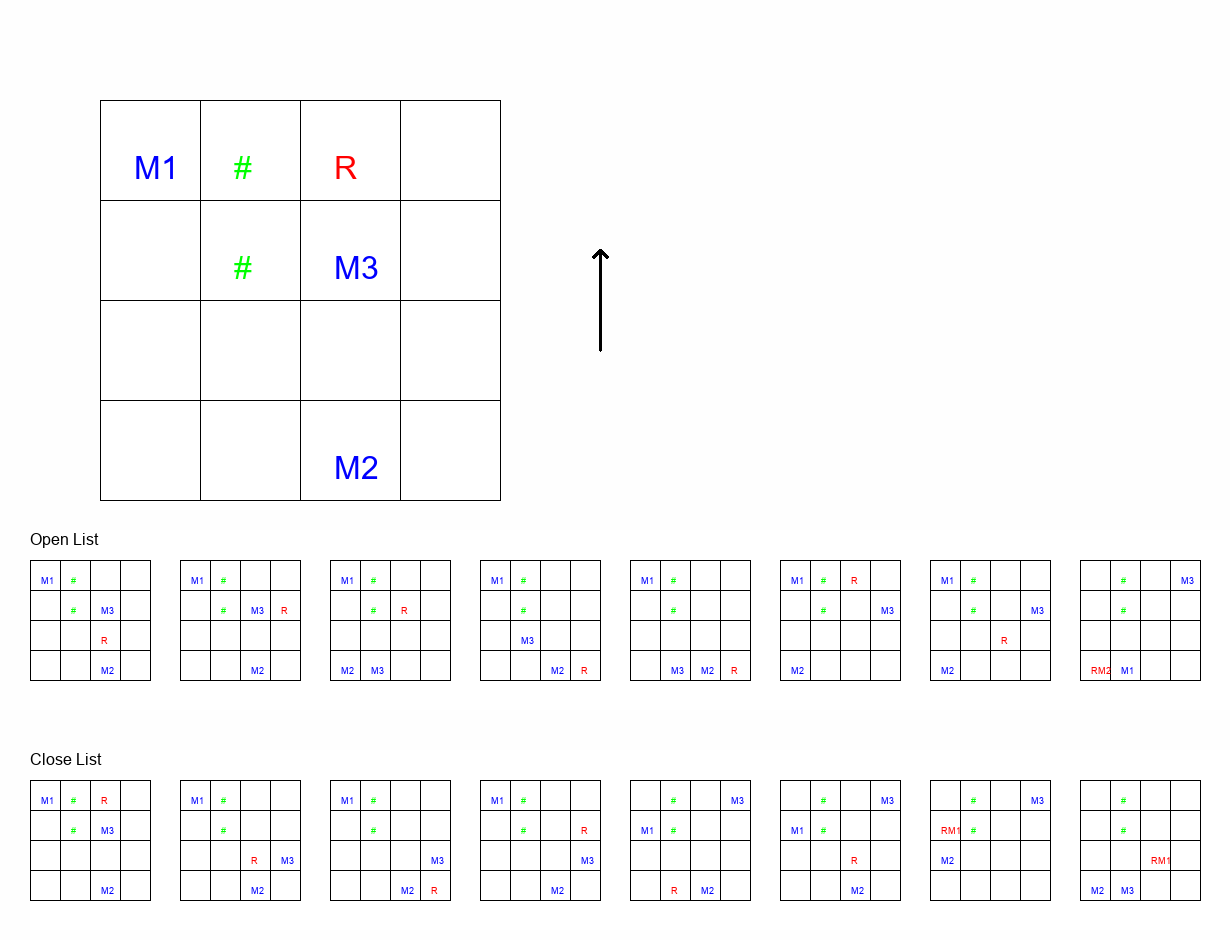 M1 # R
# M3
M2
Open List
M1 # M1 # M1 # M1 # M1 # M1 # R M1 # # M3
# M3 # M3 R # R # # # M3 # M3 #
R M3 R
M2 M2 M2 M3 M2 R M3 M2 R M2 M2 RM2 M1
Close List
M1 # R M1 # M1 # M1 # # M3 # M3 # M3 #
# M3 # # # R M1 # M1 # RM1 # #
R M3 M3 M3 R M2 RM1
M2 M2 M2 R M2 R M2 M2 M2 M3